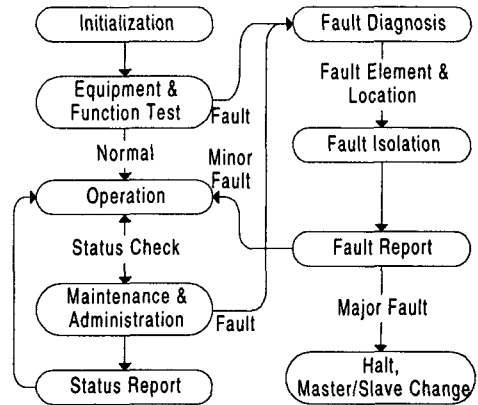 Initialization
Equipment &
Function Test
Fault
Normal
Operation
Status Check
Maintenance &
Administration
Fault
Status Report
Fault Diagnosis
Fault Element &
Location
Fault Isolation
Minor
Fault
Fault Report
Major Fault
Halt,
Master/Slave Change